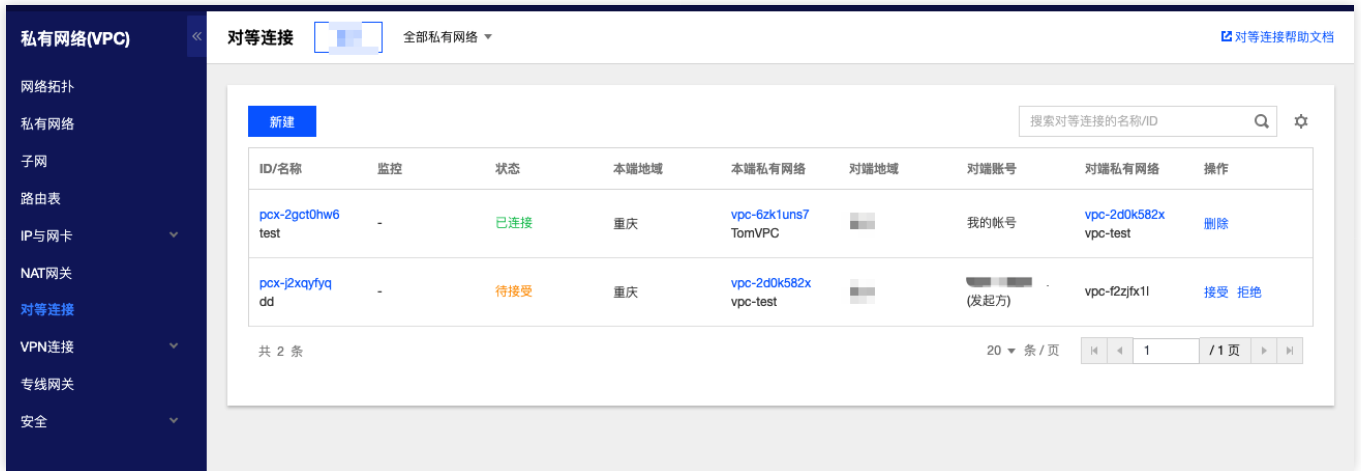 私有网络(VPC)
«
对等连接
全部私有网络
对等连接帮助文档
网络拓扑
私有网络
子网
路由表
IP与网卡
NAT网关
对等连接
VPN连接
专线网关
安全
新建
搜索对等连接的名称/ID
ID/名称 监控 状态 本端地域 本端私有网络 对端地域 对端账号 对端私有网络 操作
pcx-2gct0hw6 - 已连接 重庆 vpc-6zk1uns7 我的帐号 vpc-2d0k582x 删除
test TomVPC vpc-test
pcx-j2xqyfyq - 待接受 重庆 vpc-2d0k582x vpc-f2zjfx1l 接受 拒绝
dd vpc-test (发起方)
共 2 条
20 条 / 页 1 / 1 页